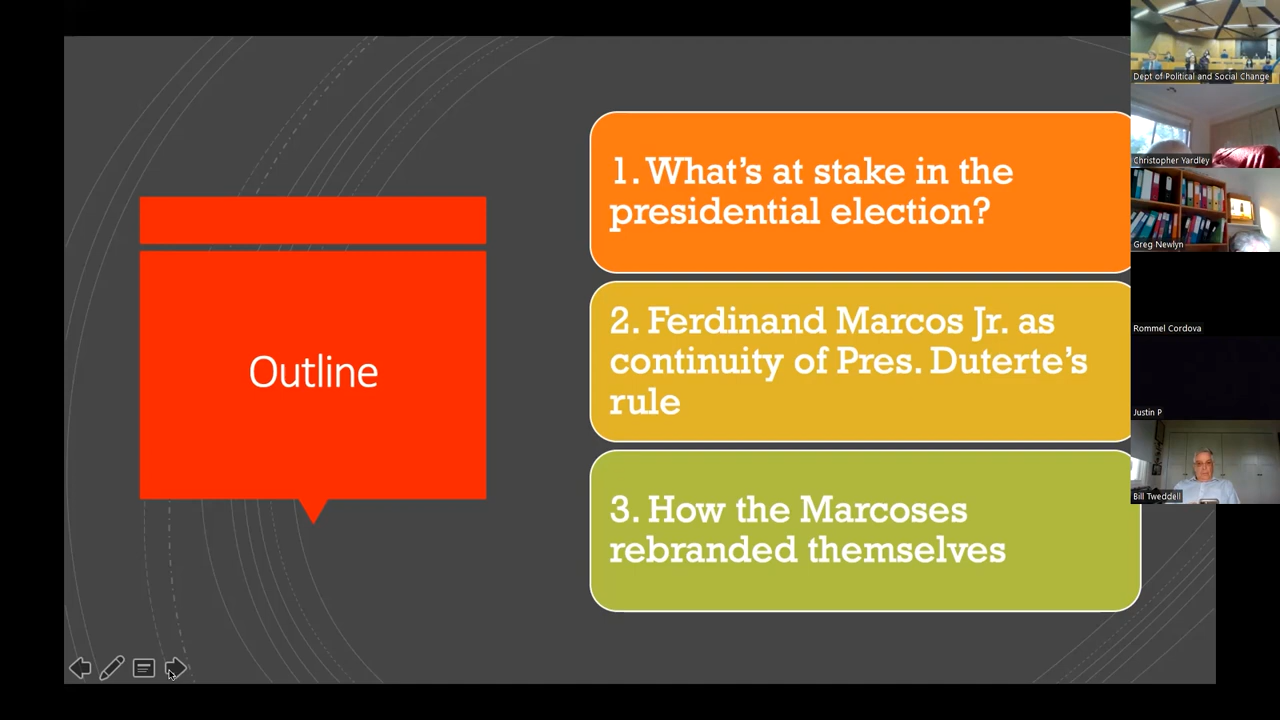 Outline
1. What's at stake in the
presidential election?
2. Ferdinand Marcos Jr. as
continuity of Pres. Duterte's
rule
3. How the Marcoses
rebranded themselves
Dept of Political and Social Change
Christopher Yardley
Greg Newlyn
Rommel Cordova
Justin P
Bill Tweddell